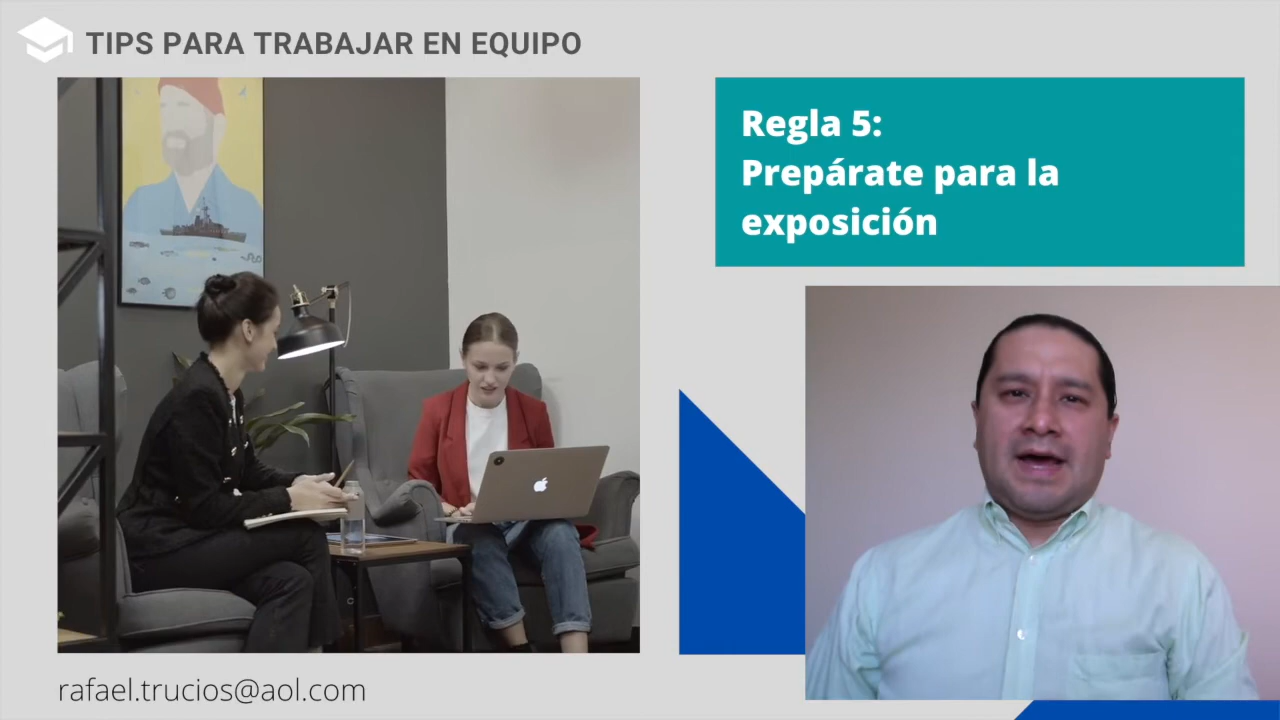 TIPS PARA TRABAJAR EN EQUIPO
Regla 5:
Prepárate para la
exposición
rafael.trucios@aol.com